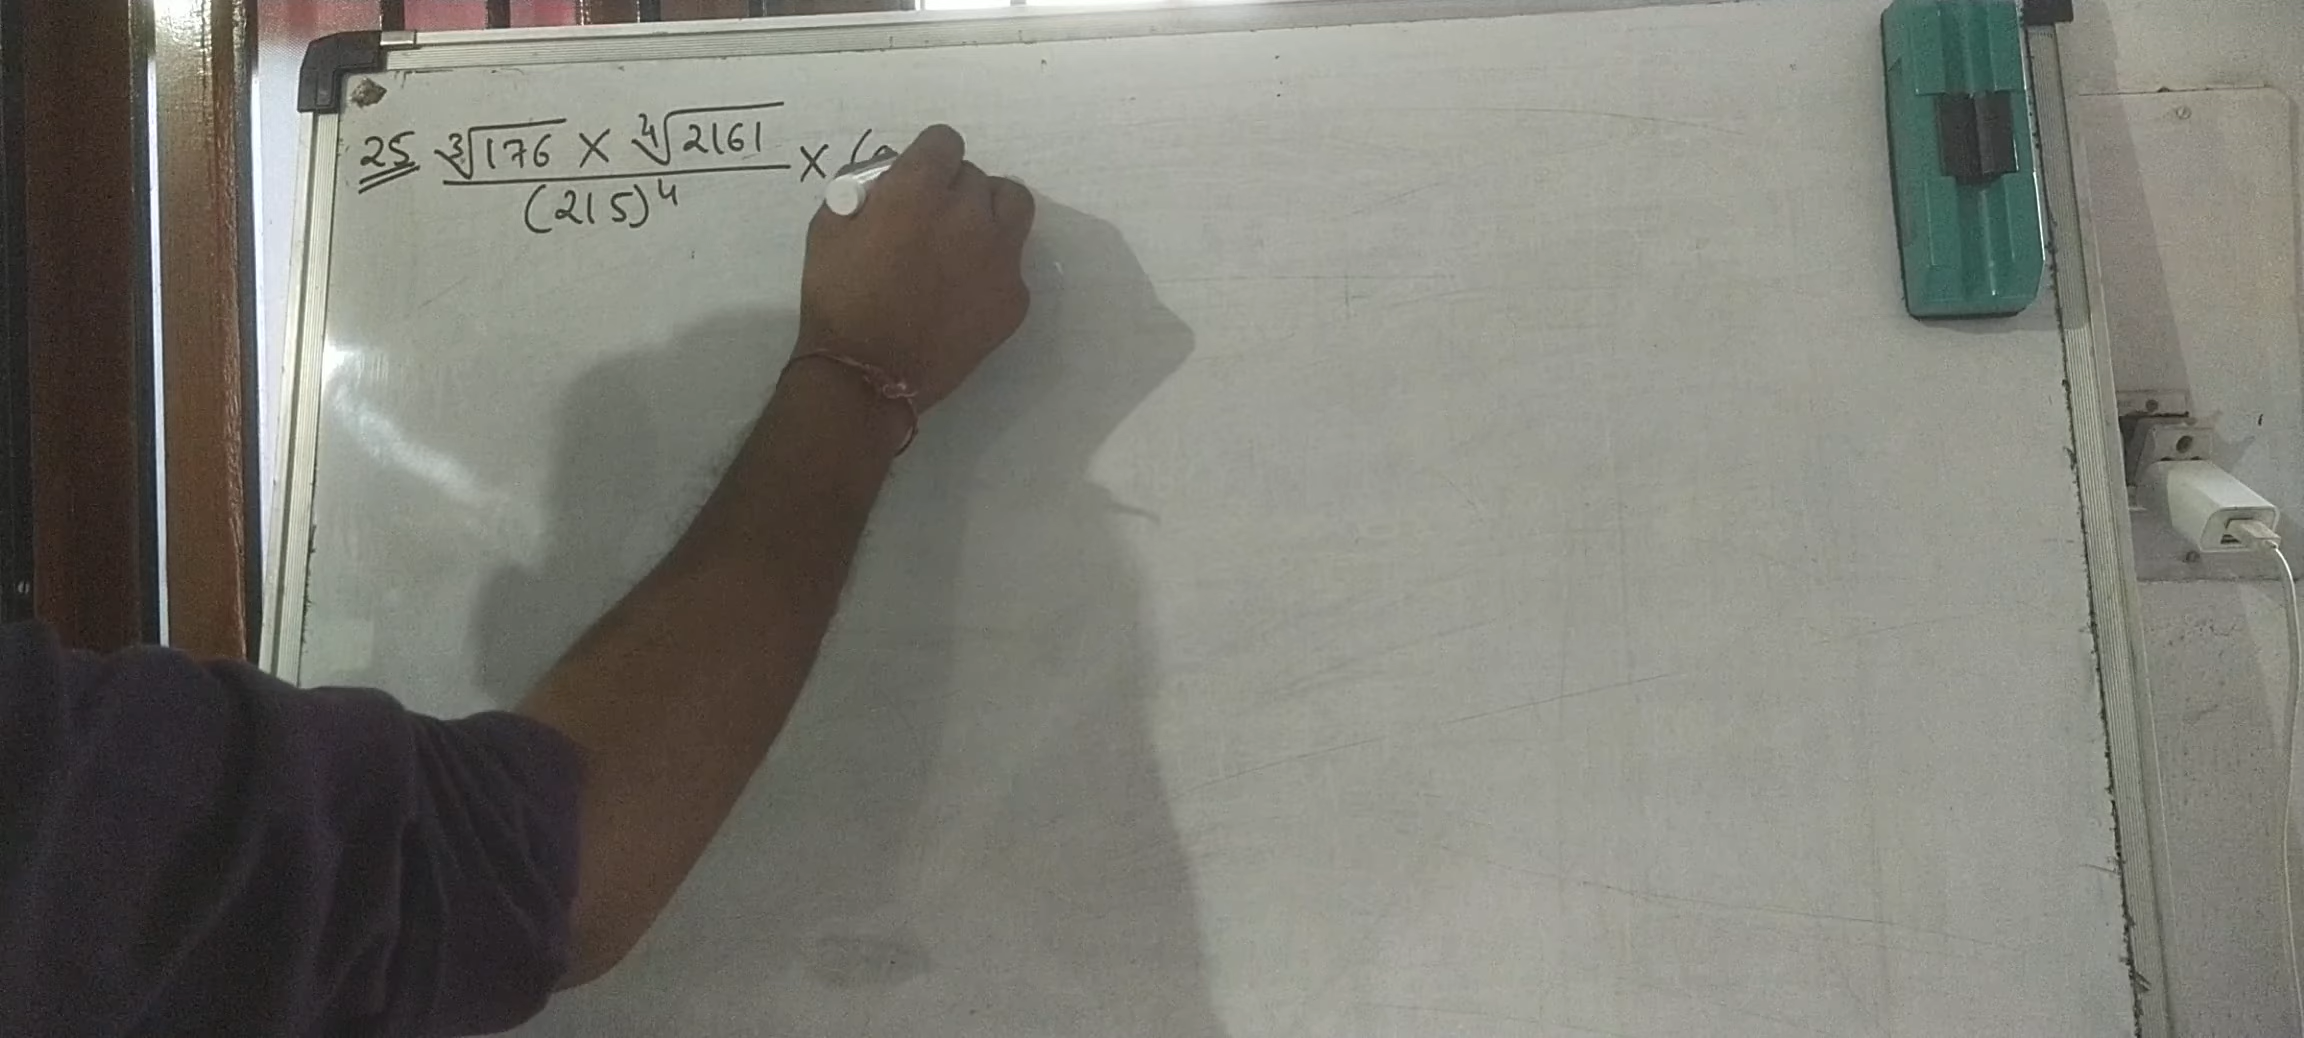 25 ∛176 × ∜2161 / (215)⁴ × (